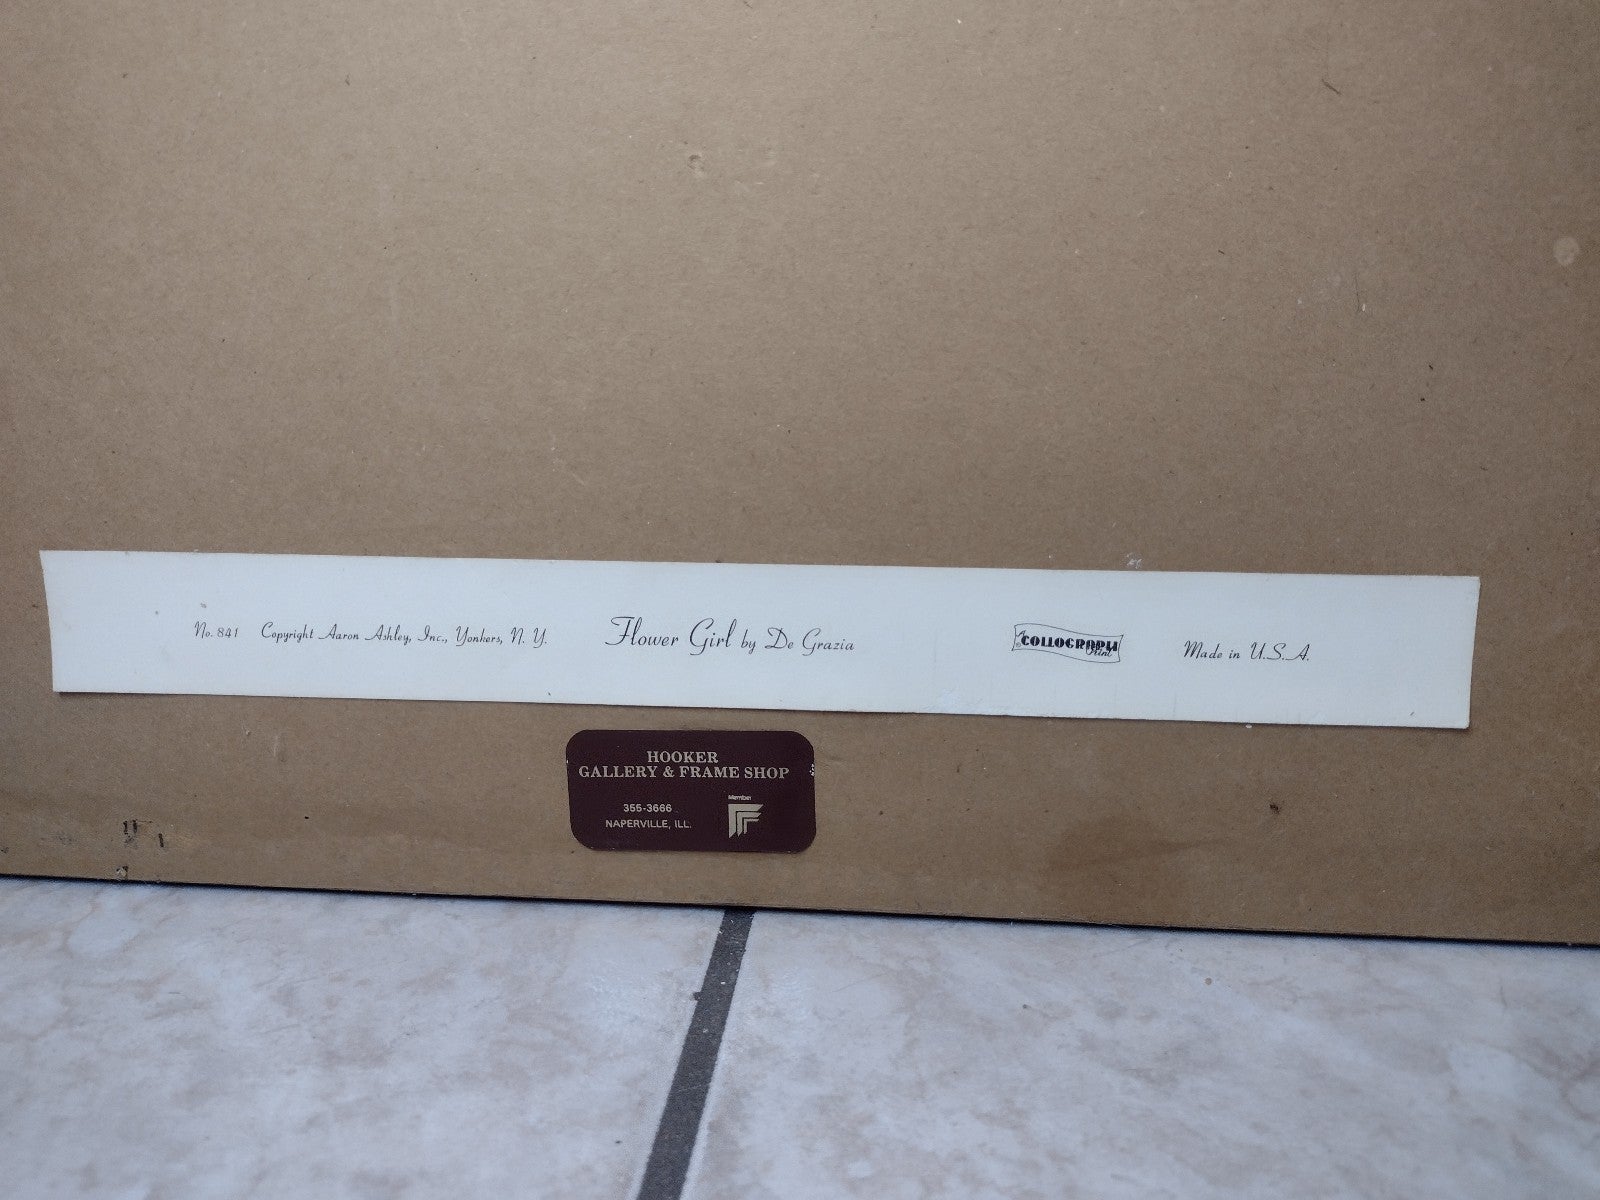 No. 841 Copyright Aaron Ashley, Inc., Yonkers, N. Y. Flower Girl by De Grazia A COLLOGRAPH Print Made in U.S.A.
HOOKER
GALLERY & FRAME SHOP
Member
355-3666
NAPERVILLE, ILL.